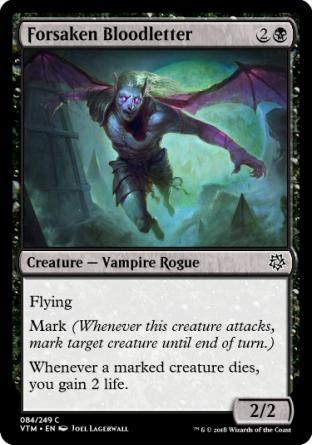 Forsaken Bloodletter 2
Creature — Vampire Rogue
Flying
Mark (Whenever this creature attacks,
mark target creature until end of turn.)
Whenever a marked creature dies,
you gain 2 life.
2/2
084/249 C
VTM • EN Joel Lagerwall
™ & © 2018 Wizards of the Coast